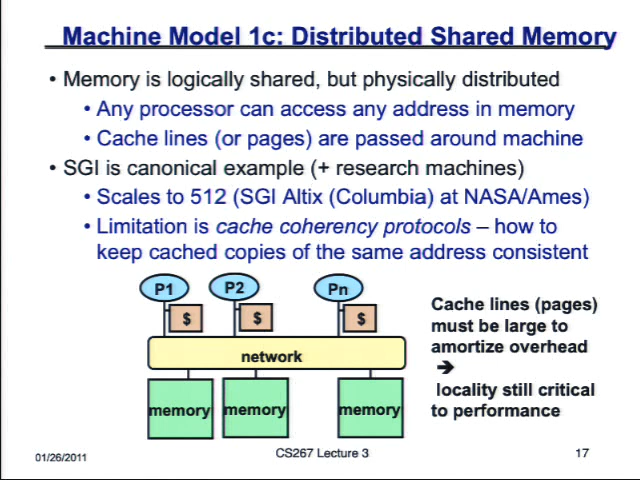 Machine Model 1c: Distributed Shared Memory
• Memory is logically shared, but physically distributed
• Any processor can access any address in memory
• Cache lines (or pages) are passed around machine
• SGI is canonical example (+ research machines)
• Scales to 512 (SGI Altix (Columbia) at NASA/Ames)
• Limitation is cache coherency protocols – how to
keep cached copies of the same address consistent
P1 P2 Pn
$ $ $
network
memory memory memory
Cache lines (pages)
must be large to
amortize overhead
➔
locality still critical
to performance
01/26/2011 CS267 Lecture 3 17